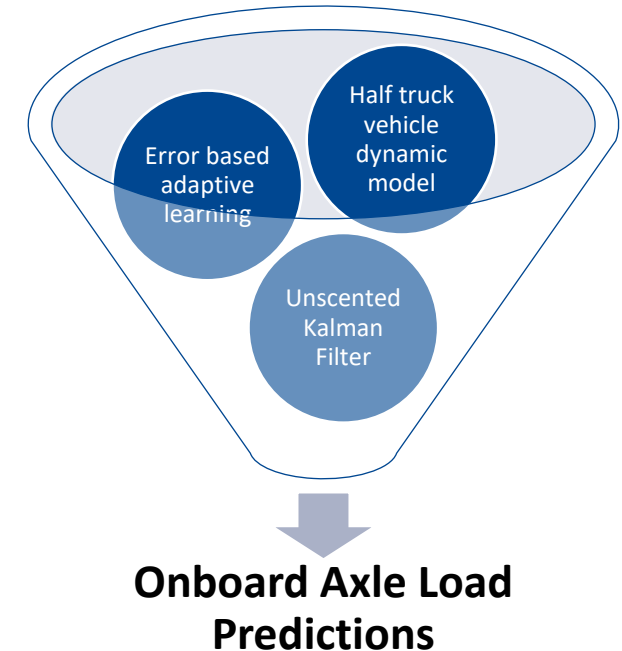 Half truck
vehicle
dynamic
model
Error based
adaptive
learning
Unscented
Kalman
Filter
Onboard Axle Load
Predictions